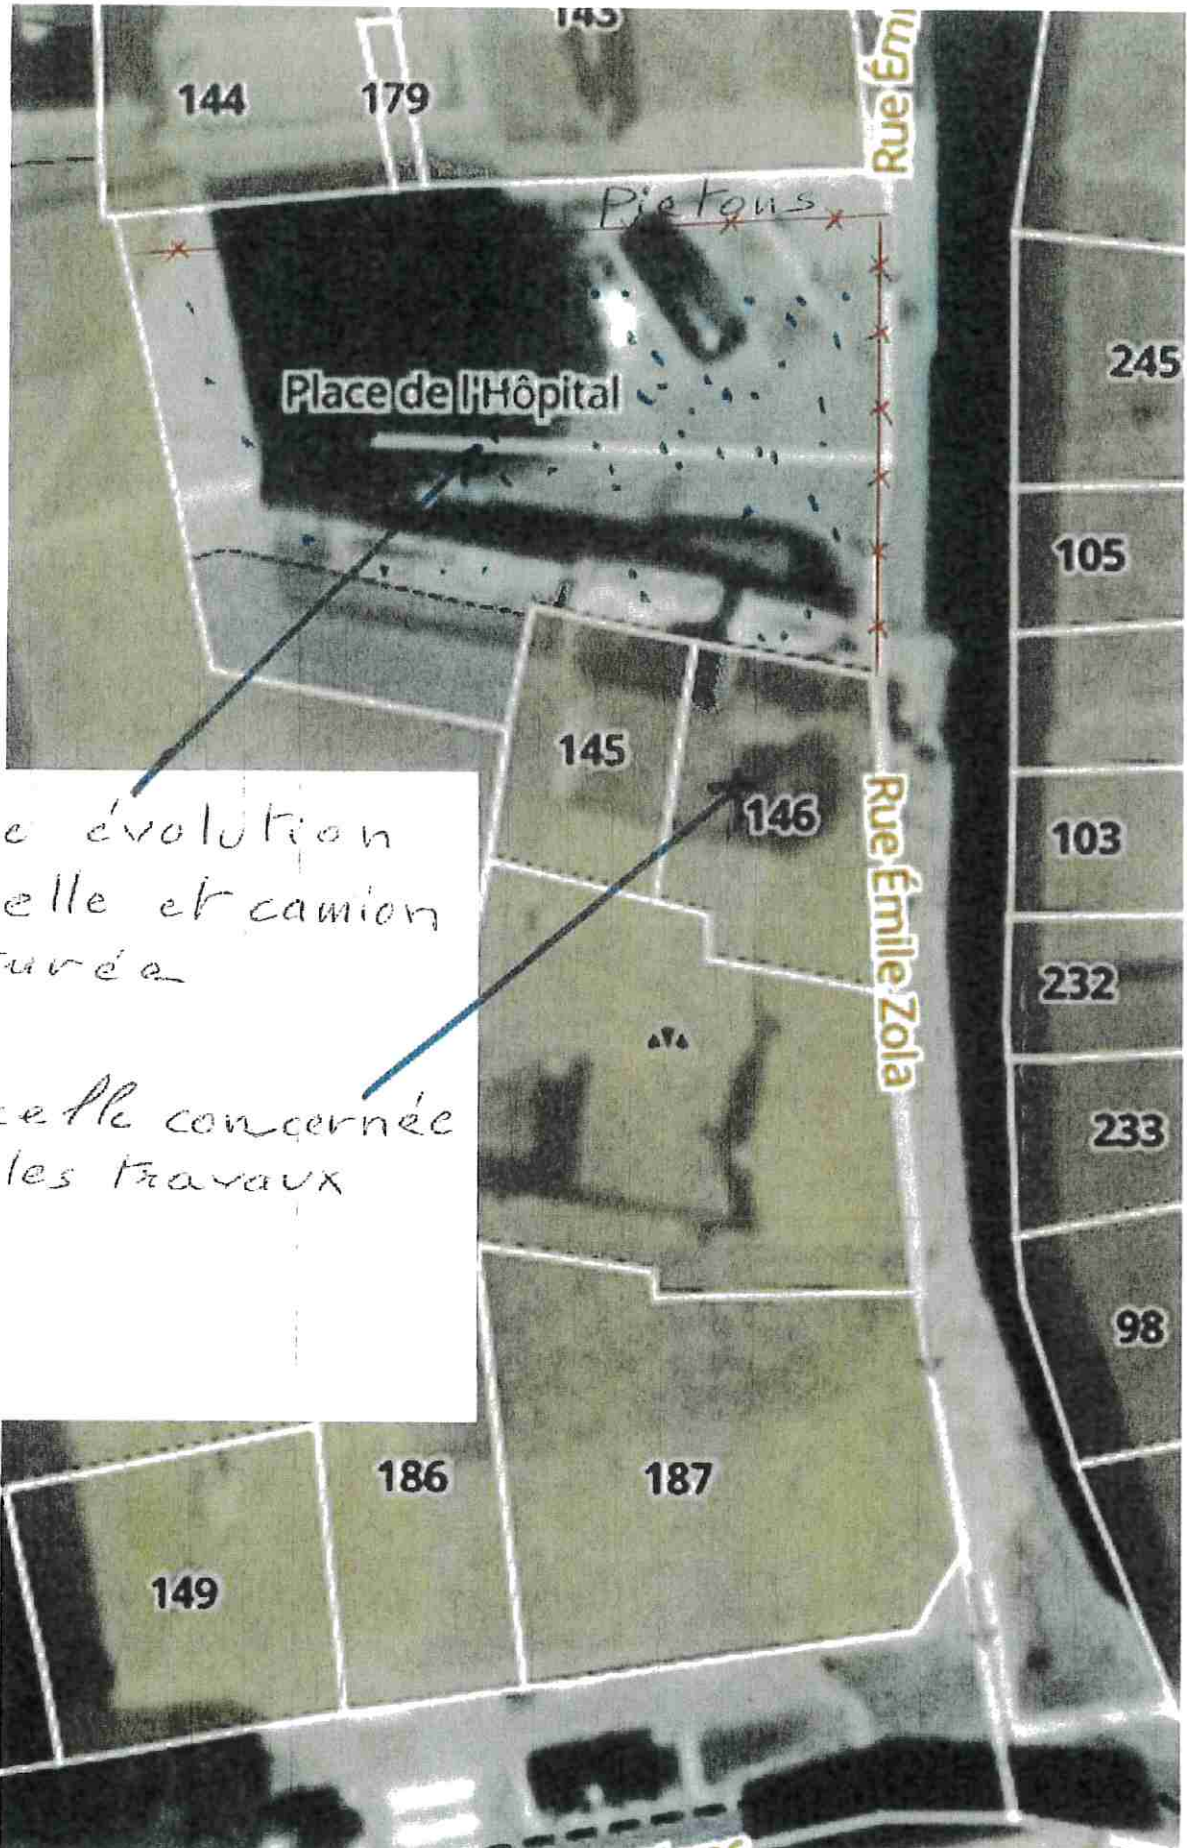 143
144
179
Rue Émi
Piétons
245
Place de l'Hôpital
105
145
146
103
e évolution
elle et camion
turée
Rue Émile Zola
232
celle concernée
les travaux
233
98
186
187
149